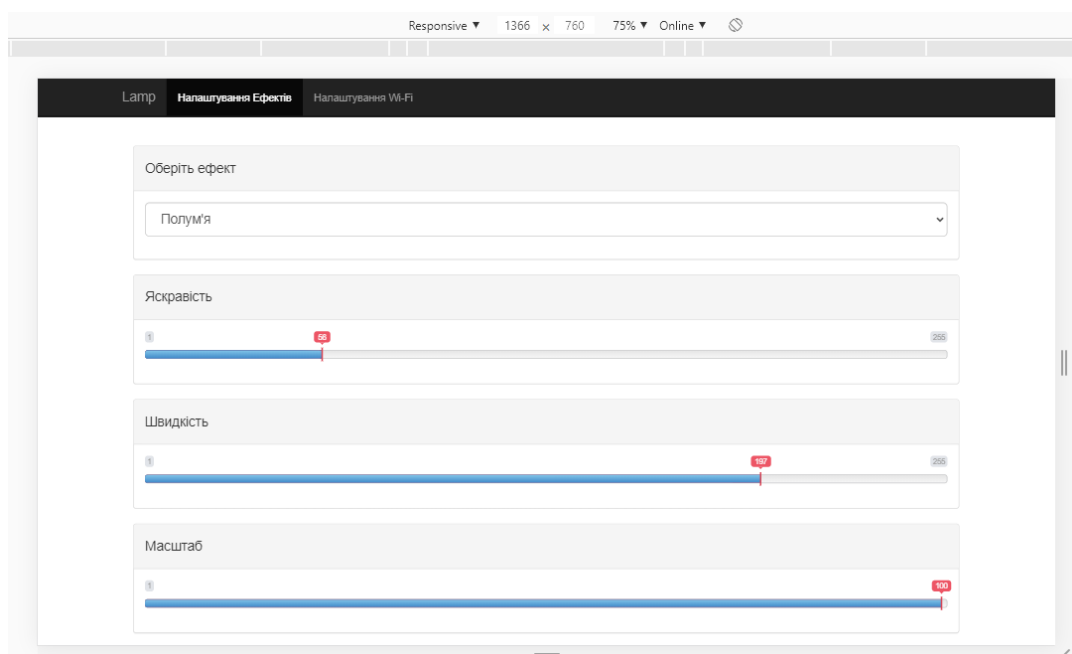 Responsive ▼ 1366 x 760 75% ▼ Online ▼
Lamp Налаштування Ефектів Налаштування Wi-Fi
Оберіть ефект
Полум'я
Яскравість
1 56 255
Швидкість
1 197 255
Масштаб
1 100